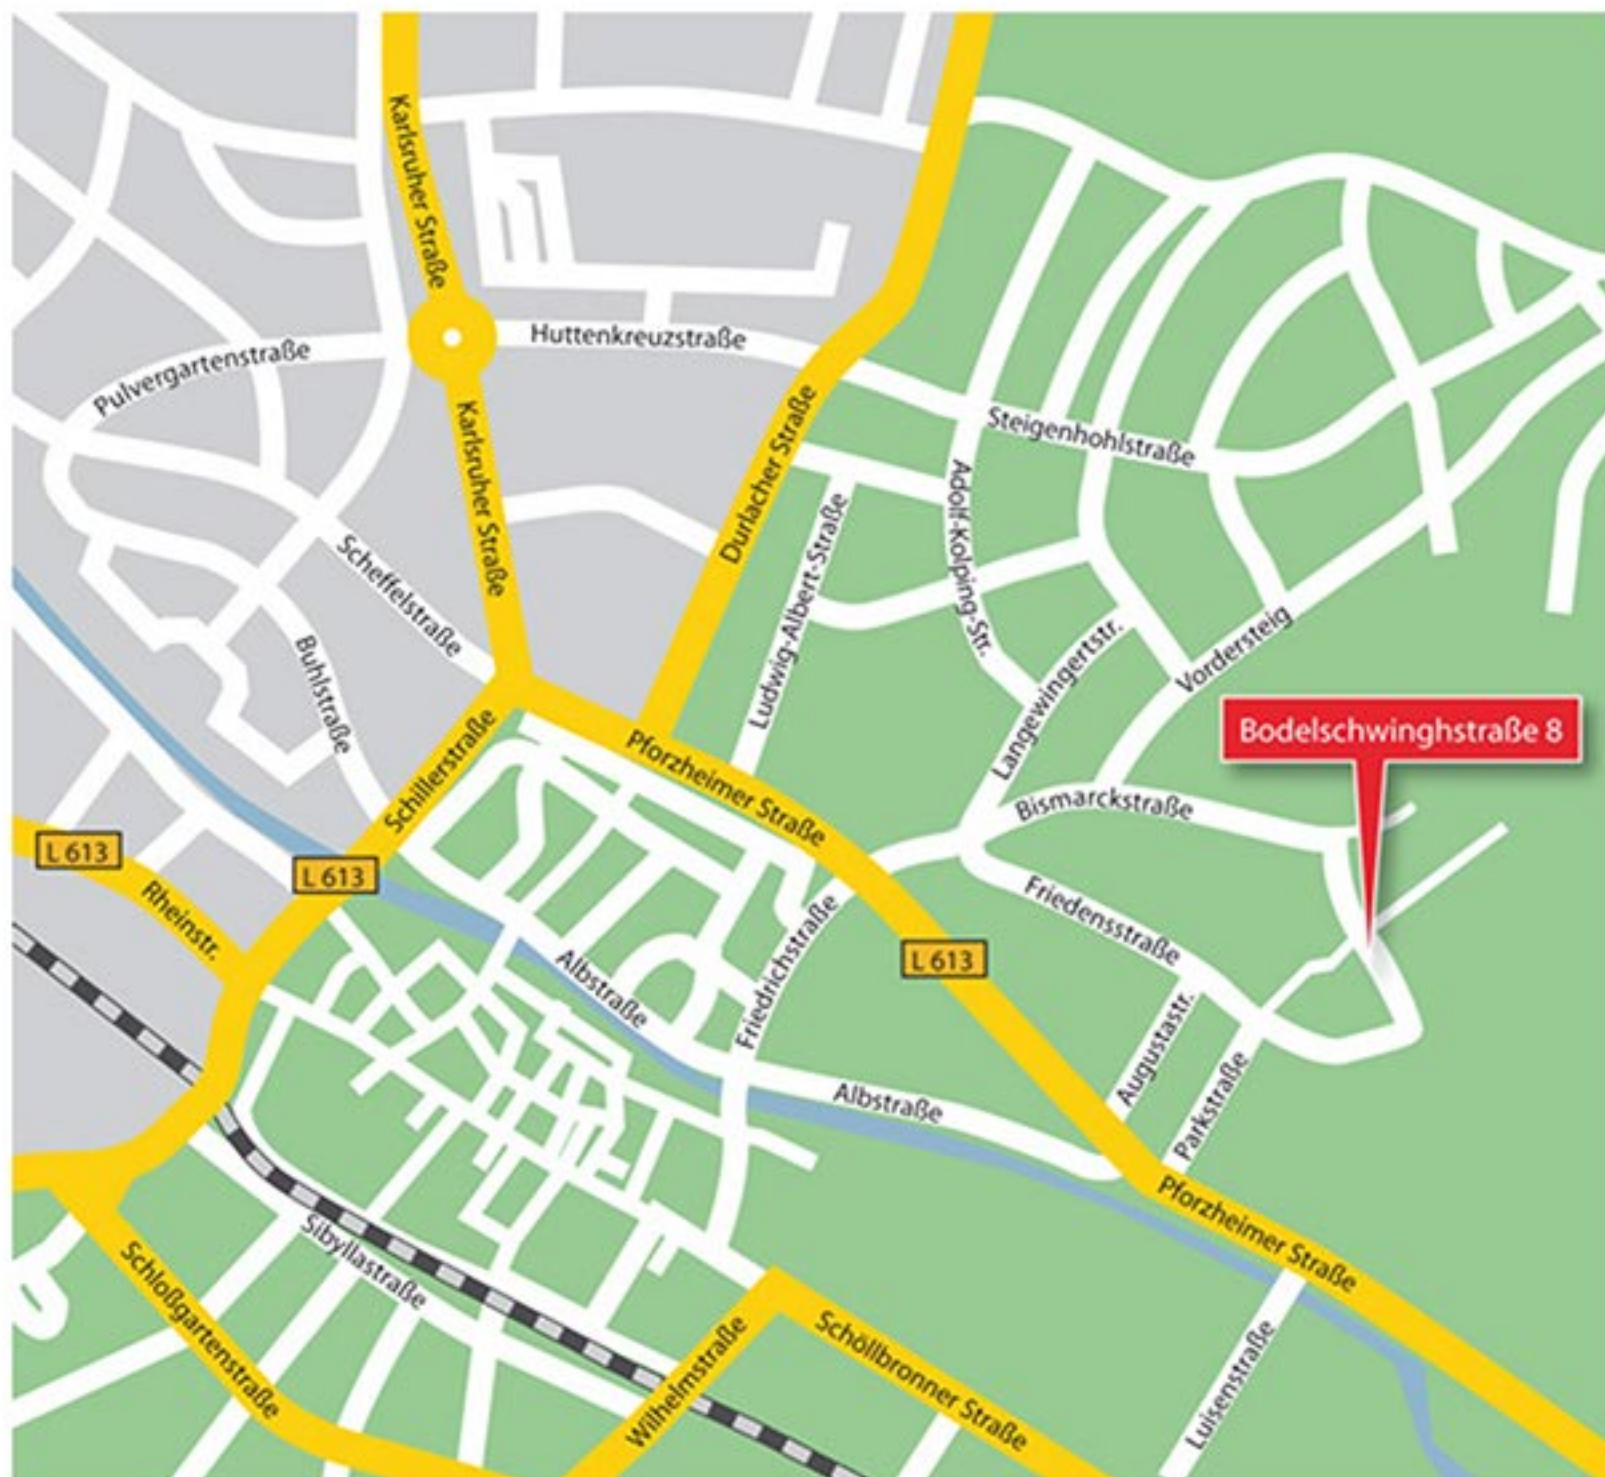 Karlsruher Straße
Huttenkreuzstraße
Pulvergartenstraße
Karlsruher Straße
Durlacher Straße
Steigenhohlstraße
Adolf-Kolping-Str.
Ludwig-Albert-Straße
Scheffelstraße
Buhlstraße
Langewingertstr.
Vordersteig
Bodelschwinghstraße 8
Schillerstraße
Pforzheimer Straße
Bismarckstraße
L 613
L 613
Rheinstr.
Friedensstraße
Friedrichstraße
L 613
Albstraße
Augustastr.
Parkstraße
Albstraße
Pforzheimer Straße
Sibyllastraße
Schloßgartenstraße
Wilhelmstraße
Schöllbronner Straße
Luisenstraße